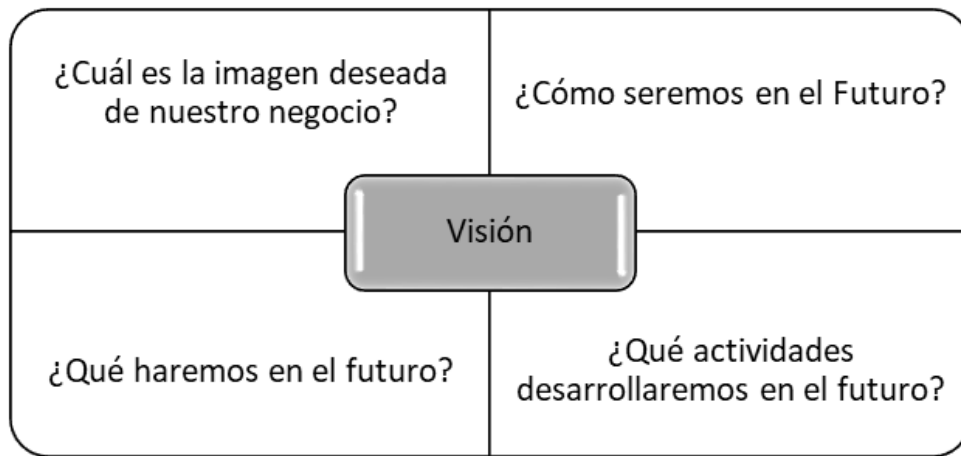 ¿Cuál es la imagen deseada
de nuestro negocio?
¿Cómo seremos en el Futuro?
Visión
¿Qué haremos en el futuro?
¿Qué actividades
desarrollaremos en el futuro?